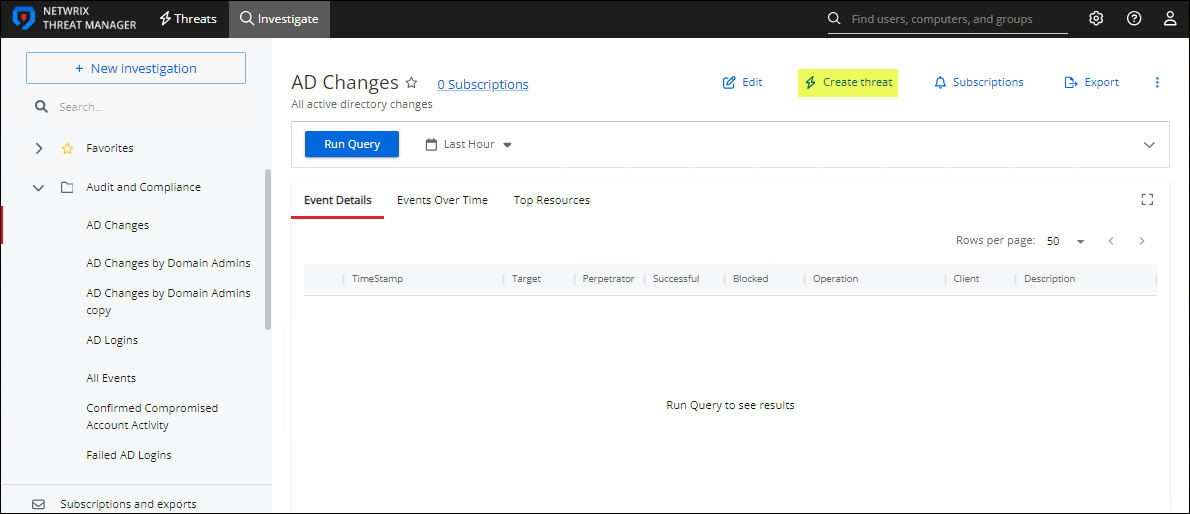 NETWRIX
THREAT MANAGER
Threats
Investigate
Find users, computers, and groups
+ New investigation
Search...
Favorites
Audit and Compliance
AD Changes
AD Changes by Domain Admins
AD Changes by Domain Admins
copy
AD Logins
All Events
Confirmed Compromised
Account Activity
Failed AD Logins
Subscriptions and exports
AD Changes
0 Subscriptions
Edit
Create threat
Subscriptions
Export
All active directory changes
Run Query
Last Hour
Event Details
Events Over Time
Top Resources
Rows per page: 50
TimeStamp
Target
Perpetrator
Successful
Blocked
Operation
Client
Description
Run Query to see results